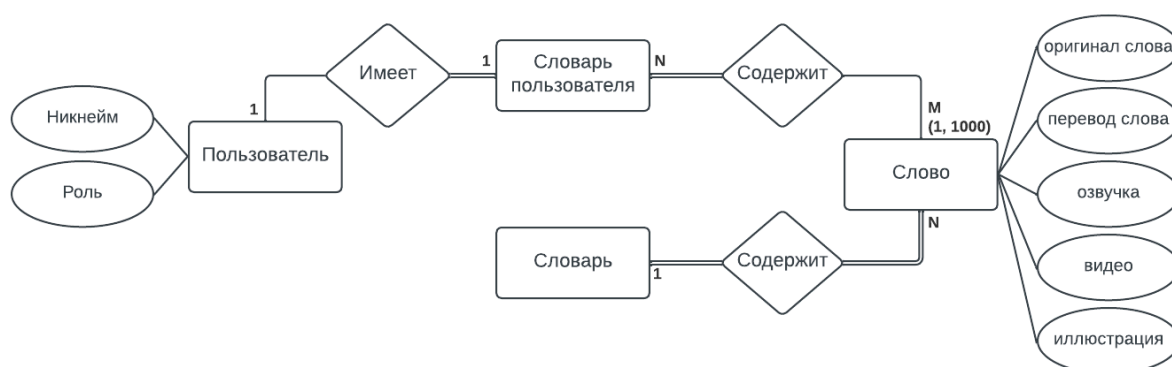 Никнейм
Роль
1
Пользователь
Имеет
1
Словарь
пользователя
N
Содержит
M
(1, 1000)
Слово
N
Словарь
1
Содержит
оригинал слова
перевод слова
озвучка
видео
иллюстрация